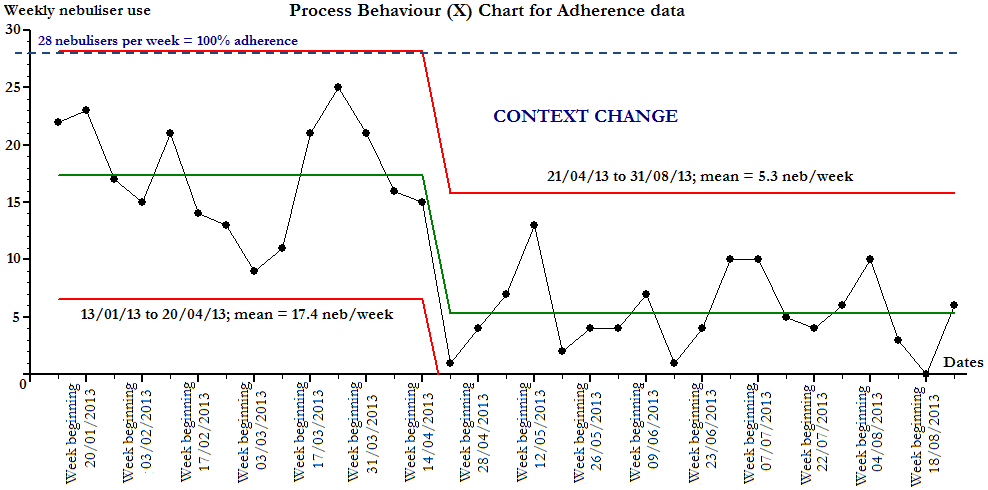 Weekly nebuliser use
Process Behaviour (X) Chart for Adherence data
30
28 nebulisers per week = 100% adherence
25
CONTEXT CHANGE
20
21/04/13 to 31/08/13; mean = 5.3 neb/week
15
10
13/01/13 to 20/04/13; mean = 17.4 neb/week
5
Dates
0
Week beginning
20/01/2013
Week beginning
03/02/2013
Week beginning
17/02/2013
Week beginning
03/03/2013
Week beginning
17/03/2013
Week beginning
31/03/2013
Week beginning
14/04/2013
Week beginning
28/04/2013
Week beginning
12/05/2013
Week beginning
26/05/2013
Week beginning
09/06/2013
Week beginning
23/06/2013
Week beginning
07/07/2013
Week beginning
22/07/2013
Week beginning
04/08/2013
Week beginning
18/08/2013